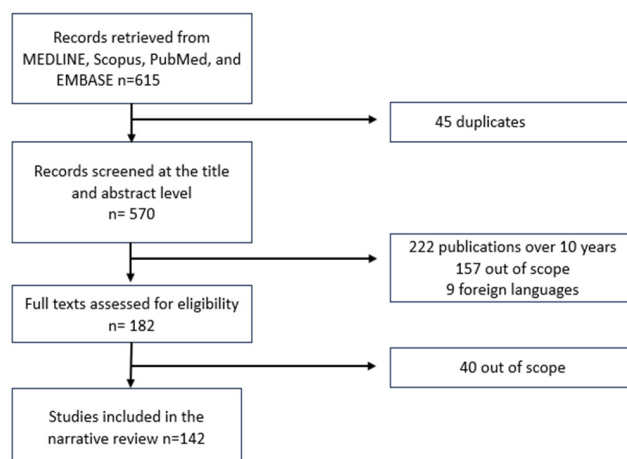 Records retrieved from
MEDLINE, Scopus, PubMed, and
EMBASE n=615
45 duplicates
Records screened at the title
and abstract level
n= 570
222 publications over 10 years
157 out of scope
9 foreign languages
Full texts assessed for eligibility
n= 182
40 out of scope
Studies included in the
narrative review n=142